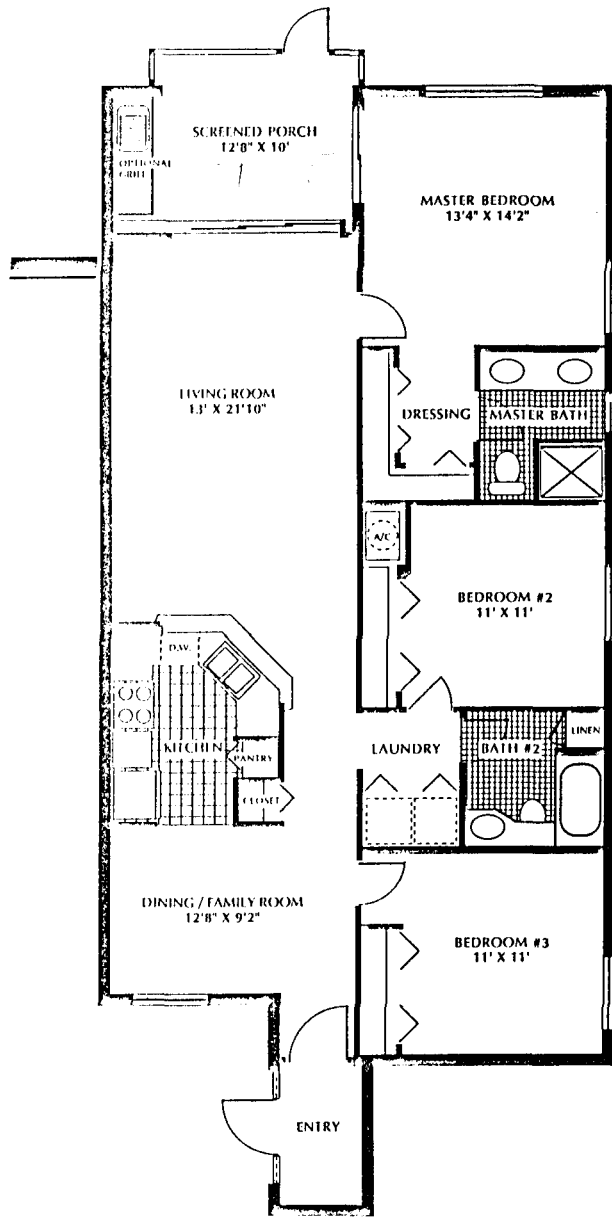 SCREENED PORCH
12'8" X 10'
OPTIONAL
GRILL
MASTER BEDROOM
13'4" X 14'2"
LIVING ROOM
13' X 21'10"
DRESSING
MASTER BATH
A/C
BEDROOM #2
11' X 11'
D.W.
KITCHEN
PANTRY
CLOSET
LAUNDRY
BATH #2
LINEN
DINING / FAMILY ROOM
12'8" X 9'2"
BEDROOM #3
11' X 11'
ENTRY